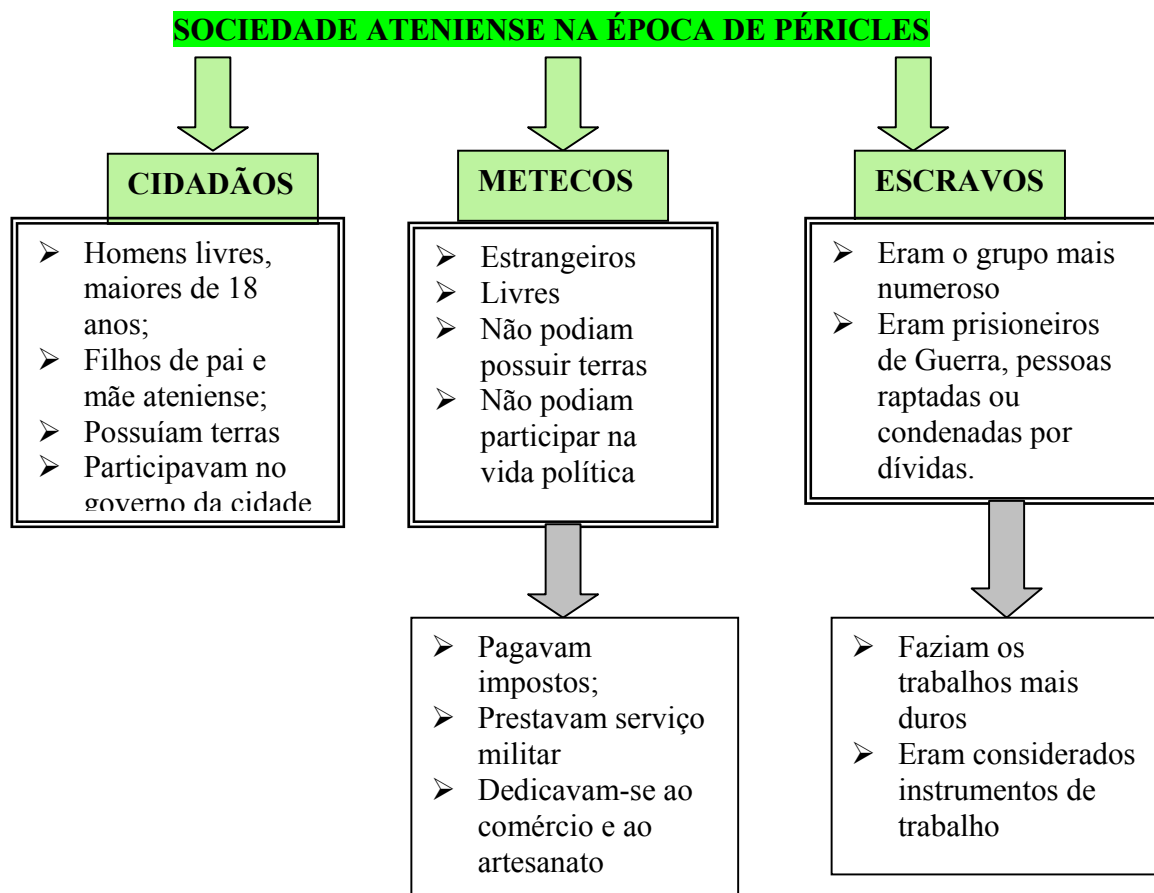 SOCIEDADE ATENIENSE NA ÉPOCA DE PÉRICLES
CIDADÃOS
➢ Homens livres,
maiores de 18
anos;
➢ Filhos de pai e
mãe ateniense;
➢ Possuíam terras
➢ Participavam no
governo da cidade
METECOS
➢ Estrangeiros
➢ Livres
➢ Não podiam
possuir terras
➢ Não podiam
participar na
vida política
➢ Pagavam
impostos;
➢ Prestavam serviço
militar
➢ Dedicavam-se ao
comércio e ao
artesanato
ESCRAVOS
➢ Eram o grupo mais
numeroso
➢ Eram prisioneiros
de Guerra, pessoas
raptadas ou
condenadas por
dívidas.
➢ Faziam os
trabalhos mais
duros
➢ Eram considerados
instrumentos de
trabalho